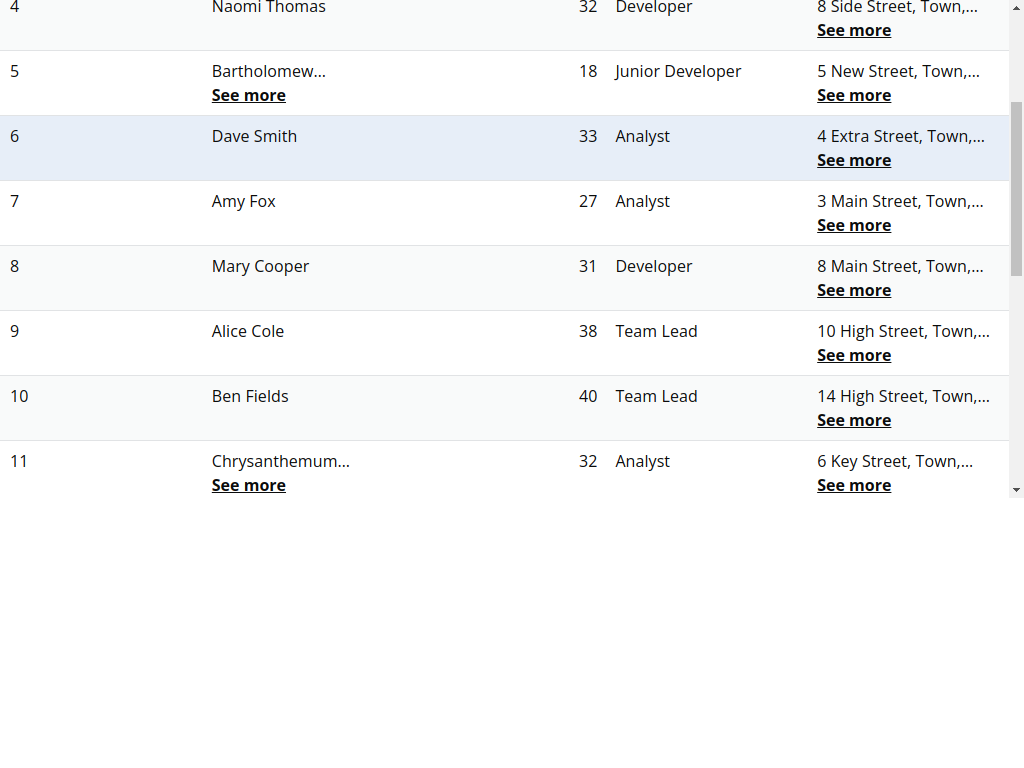 4 Naomi Thomas 32 Developer 8 Side Street, Town,...
See more
5 Bartholomew... 18 Junior Developer 5 New Street, Town,...
See more See more
6 Dave Smith 33 Analyst 4 Extra Street, Town,...
See more
7 Amy Fox 27 Analyst 3 Main Street, Town,...
See more
8 Mary Cooper 31 Developer 8 Main Street, Town,...
See more
9 Alice Cole 38 Team Lead 10 High Street, Town,...
See more
10 Ben Fields 40 Team Lead 14 High Street, Town,...
See more
11 Chrysanthemum... 32 Analyst 6 Key Street, Town,...
See more See more